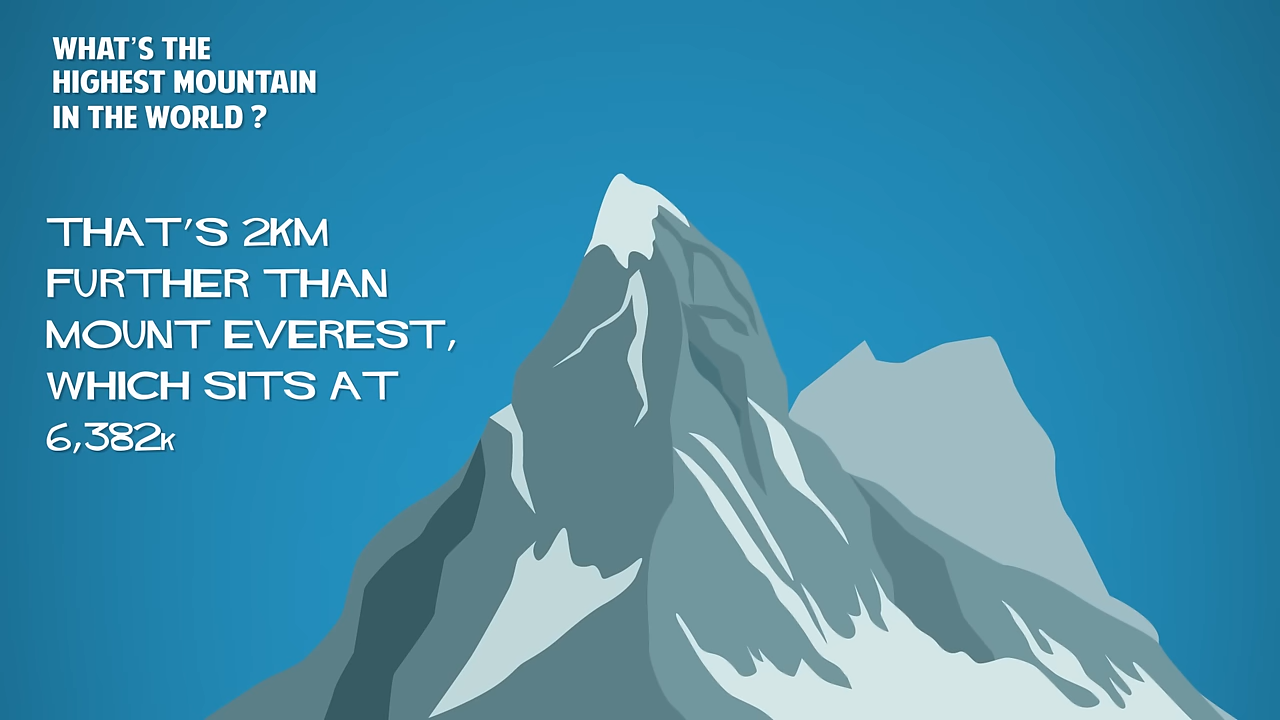 WHAT'S THE
HIGHEST MOUNTAIN
IN THE WORLD ?
THAT'S 2KM
FURTHER THAN
MOUNT EVEREST,
WHICH SITS AT
6,382K